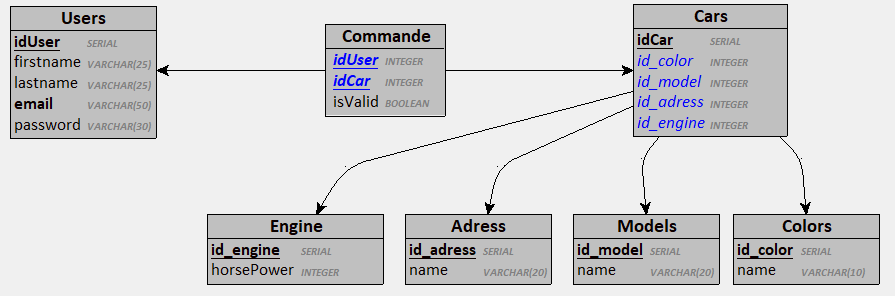 Users
idUser SERIAL
firstname VARCHAR(25)
lastname VARCHAR(25)
email VARCHAR(50)
password VARCHAR(30)
Commande
idUser INTEGER
idCar INTEGER
isValid BOOLEAN
Cars
idCar SERIAL
id_color INTEGER
id_model INTEGER
id_adress INTEGER
id_engine INTEGER
Engine
id_engine SERIAL
horsePower INTEGER
Adress
id_adress SERIAL
name VARCHAR(20)
Models
id_model SERIAL
name VARCHAR(20)
Colors
id_color SERIAL
name VARCHAR(10)